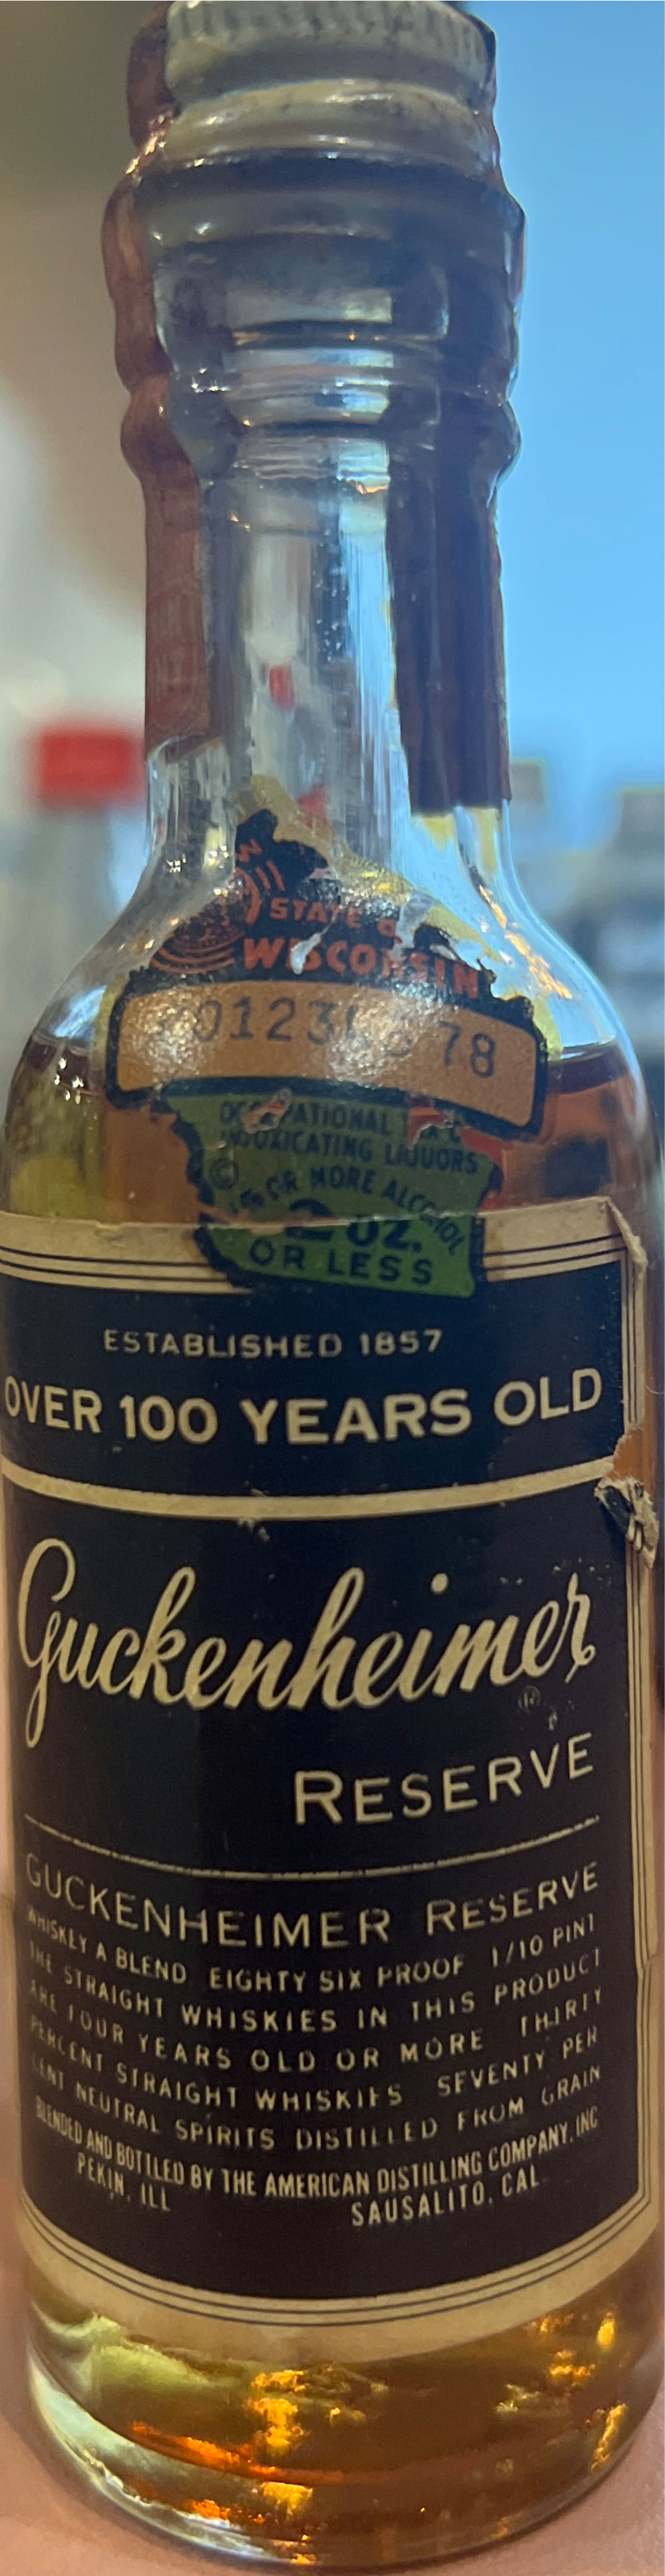 STATE OF
WISCONSIN
78
OCCUPATIONAL TAX
INTOXICATING LIQUORS
OR MORE ALCOHOL
2 OZ.
OR LESS
ESTABLISHED 1857
OVER 100 YEARS OLD
Guckenheimer
®
RESERVE
GUCKENHEIMER RESERVE
WHISKEY A BLEND EIGHTY SIX PROOF 1/10 PINT
THE STRAIGHT WHISKIES IN THIS PRODUCT
ARE FOUR YEARS OLD OR MORE THIRTY
PERCENT STRAIGHT WHISKIES SEVENTY PER
CENT NEUTRAL SPIRITS DISTILLED FROM GRAIN
BLENDED AND BOTTLED BY THE AMERICAN DISTILLING COMPANY, INC
PEKIN, ILL SAUSALITO, CAL